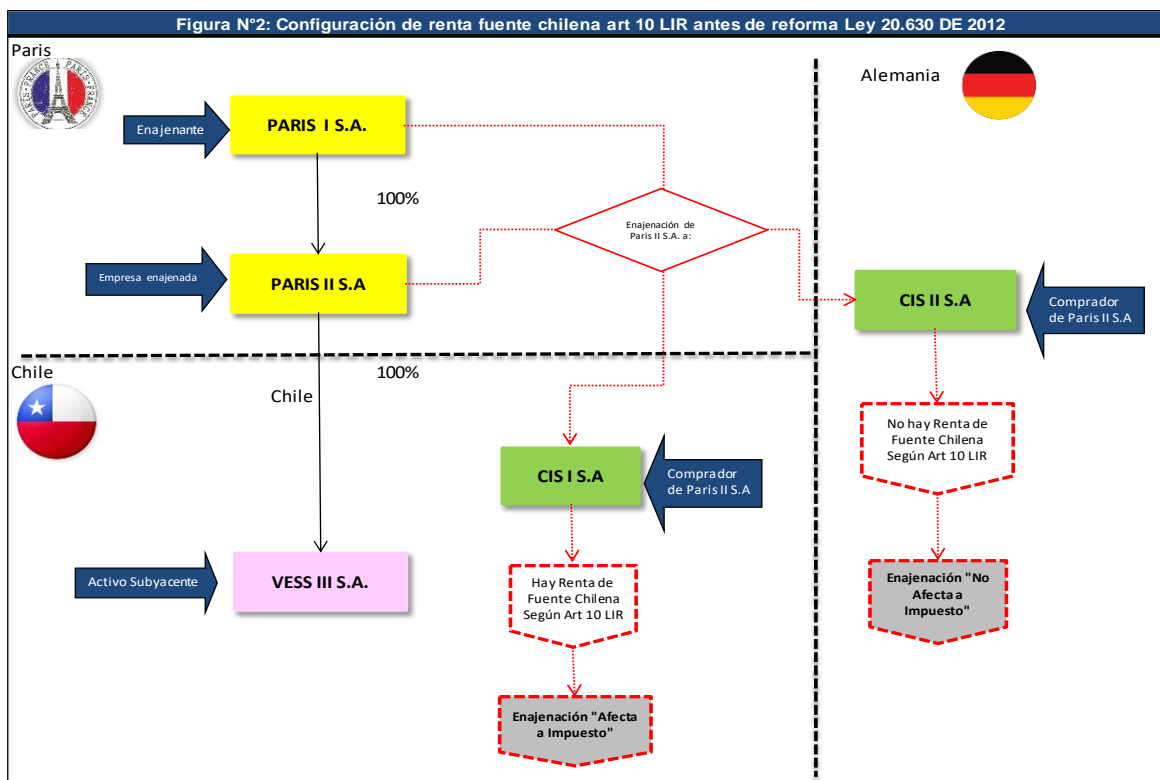 Figura N°2: Configuración de renta fuente chilena art 10 LIR antes de reforma Ley 20.630 DE 2012
Paris
Alemania
Enajenante
PARIS I S.A.
100%
Enajenación de
Paris II S.A. a:
Empresa enajenada
PARIS II S.A
CIS II S.A
Comprador
de Paris II S.A
Chile
100%
Chile
No hay Renta de
Fuente Chilena
Según Art 10 LIR
CIS I S.A
Comprador
de Paris II S.A
Activo Subyacente
VESS III S.A.
Hay Renta de
Fuente Chilena
Según Art 10 LIR
Enajenación "No
Afecta a
Impuesto"
Enajenación "Afecta
a Impuesto"